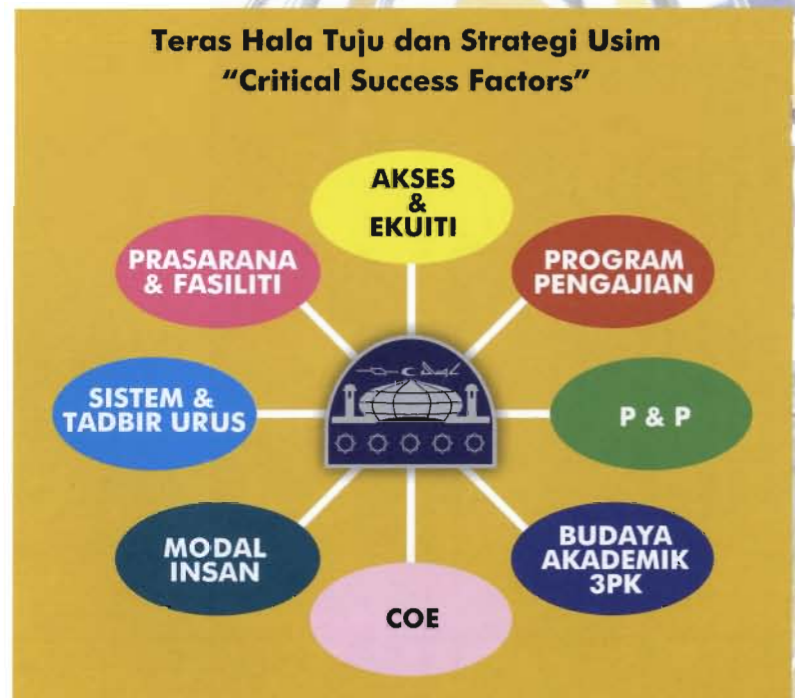 Teras Hala Tuju dan Strategi Usim
“Critical Success Factors”
AKSES
&
EKUITI
PRASARANA
& FASILITI
PROGRAM
PENGAJIAN
SISTEM &
TADBIR URUS
P & P
MODAL
INSAN
BUDAYA
AKADEMIK
3PK
COE